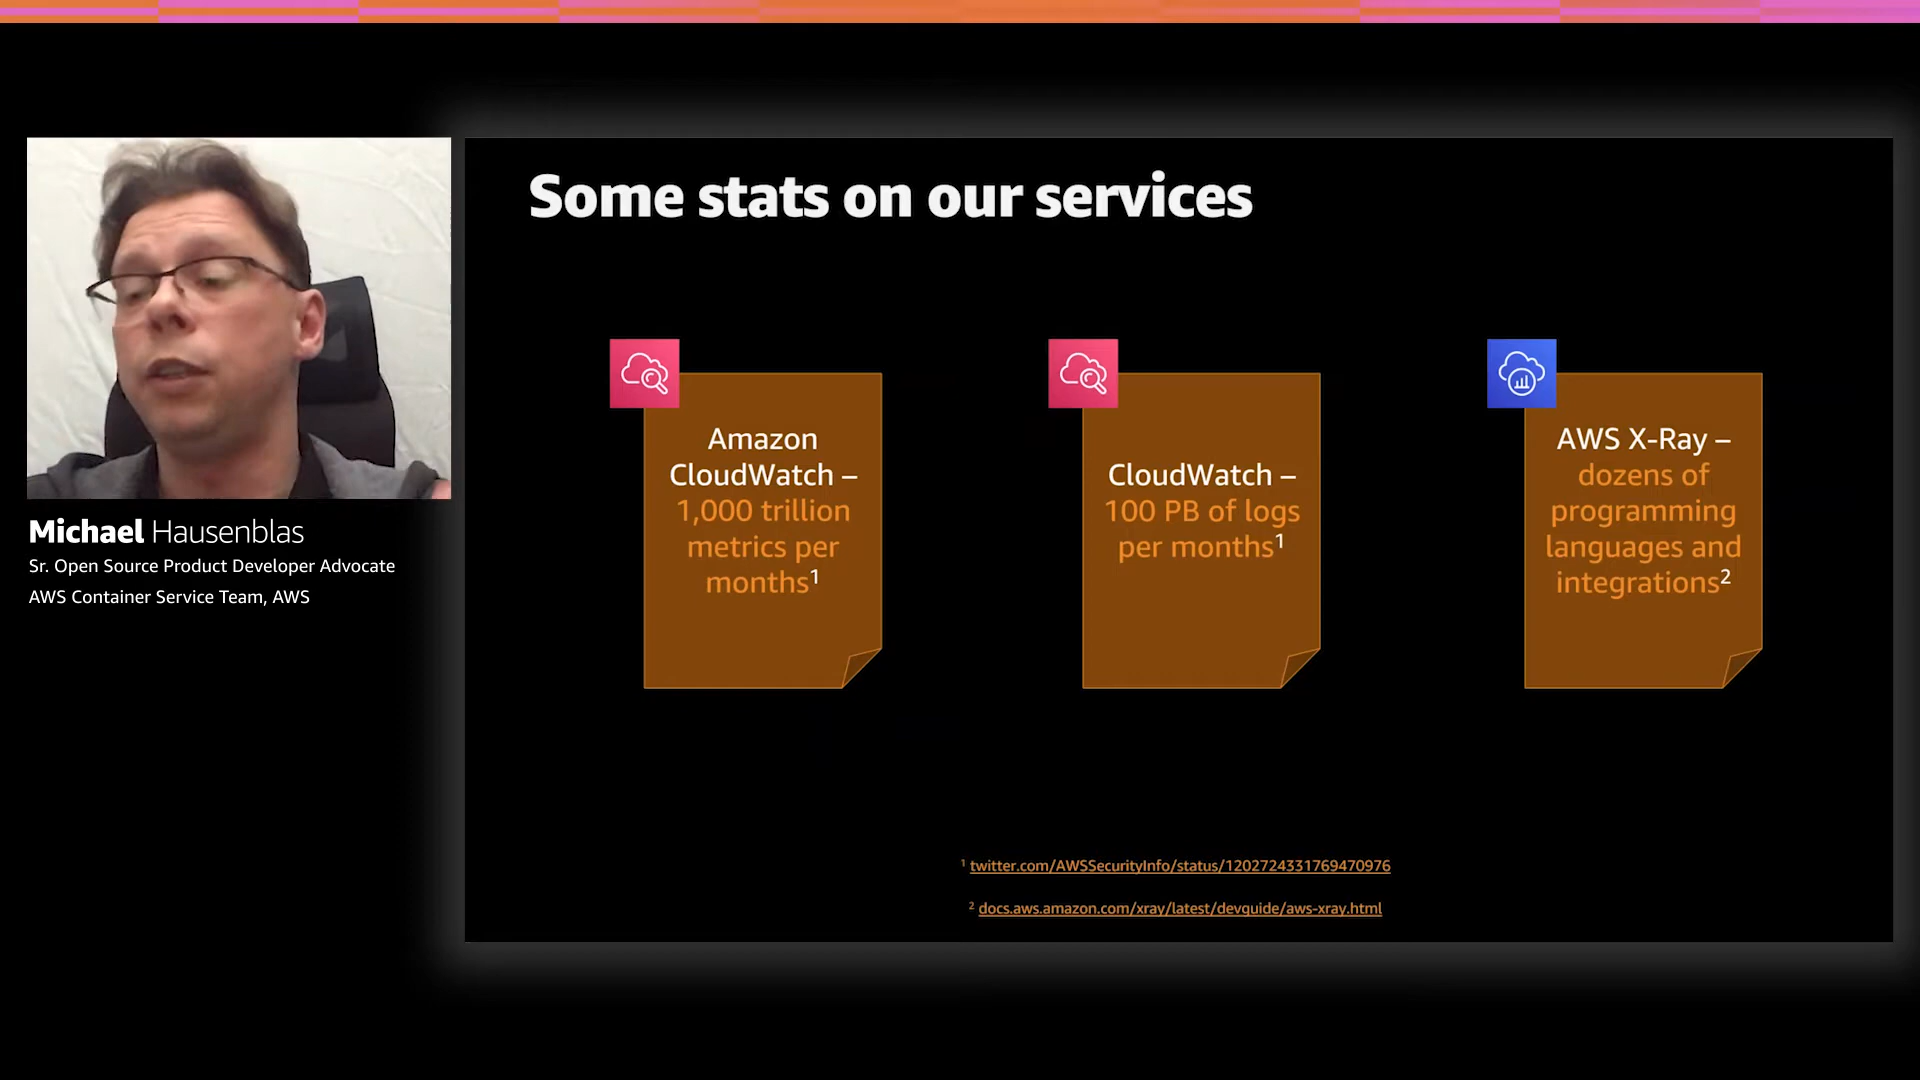 Some stats on our services
Amazon
CloudWatch –
1,000 trillion
metrics per
months¹
CloudWatch –
100 PB of logs
per months¹
AWS X-Ray –
dozens of
programming
languages and
integrations²
¹ twitter.com/AWSSecurityInfo/status/1202724331769470976
² docs.aws.amazon.com/xray/latest/devguide/aws-xray.html
Michael Hausenblas
Sr. Open Source Product Developer Advocate
AWS Container Service Team, AWS